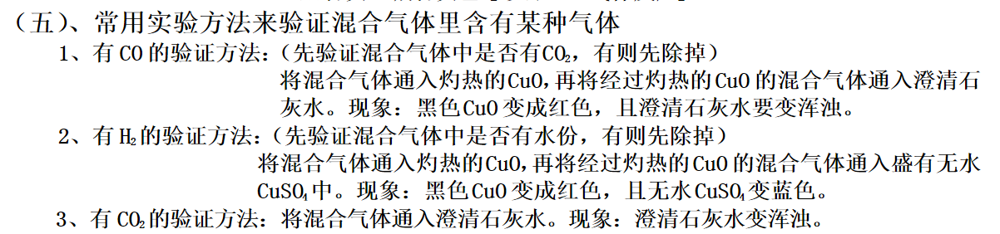 （五）、常用实验方法来验证混合气体里含有某种气体
1、有CO的验证方法：（先验证混合气体中是否有CO₂，有则先除掉）
将混合气体通入灼热的CuO，再将经过灼热的CuO的混合气体通入澄清石
灰水。现象：黑色CuO变成红色，且澄清石灰水要变浑浊。
2、有H₂的验证方法：（先验证混合气体中是否有水份，有则先除掉）
将混合气体通入灼热的CuO，再将经过灼热的CuO的混合气体通入盛有无水
CuSO₄中。现象：黑色CuO变成红色，且无水CuSO₄变蓝色。
3、有CO₂的验证方法：将混合气体通入澄清石灰水。现象：澄清石灰水变浑浊。